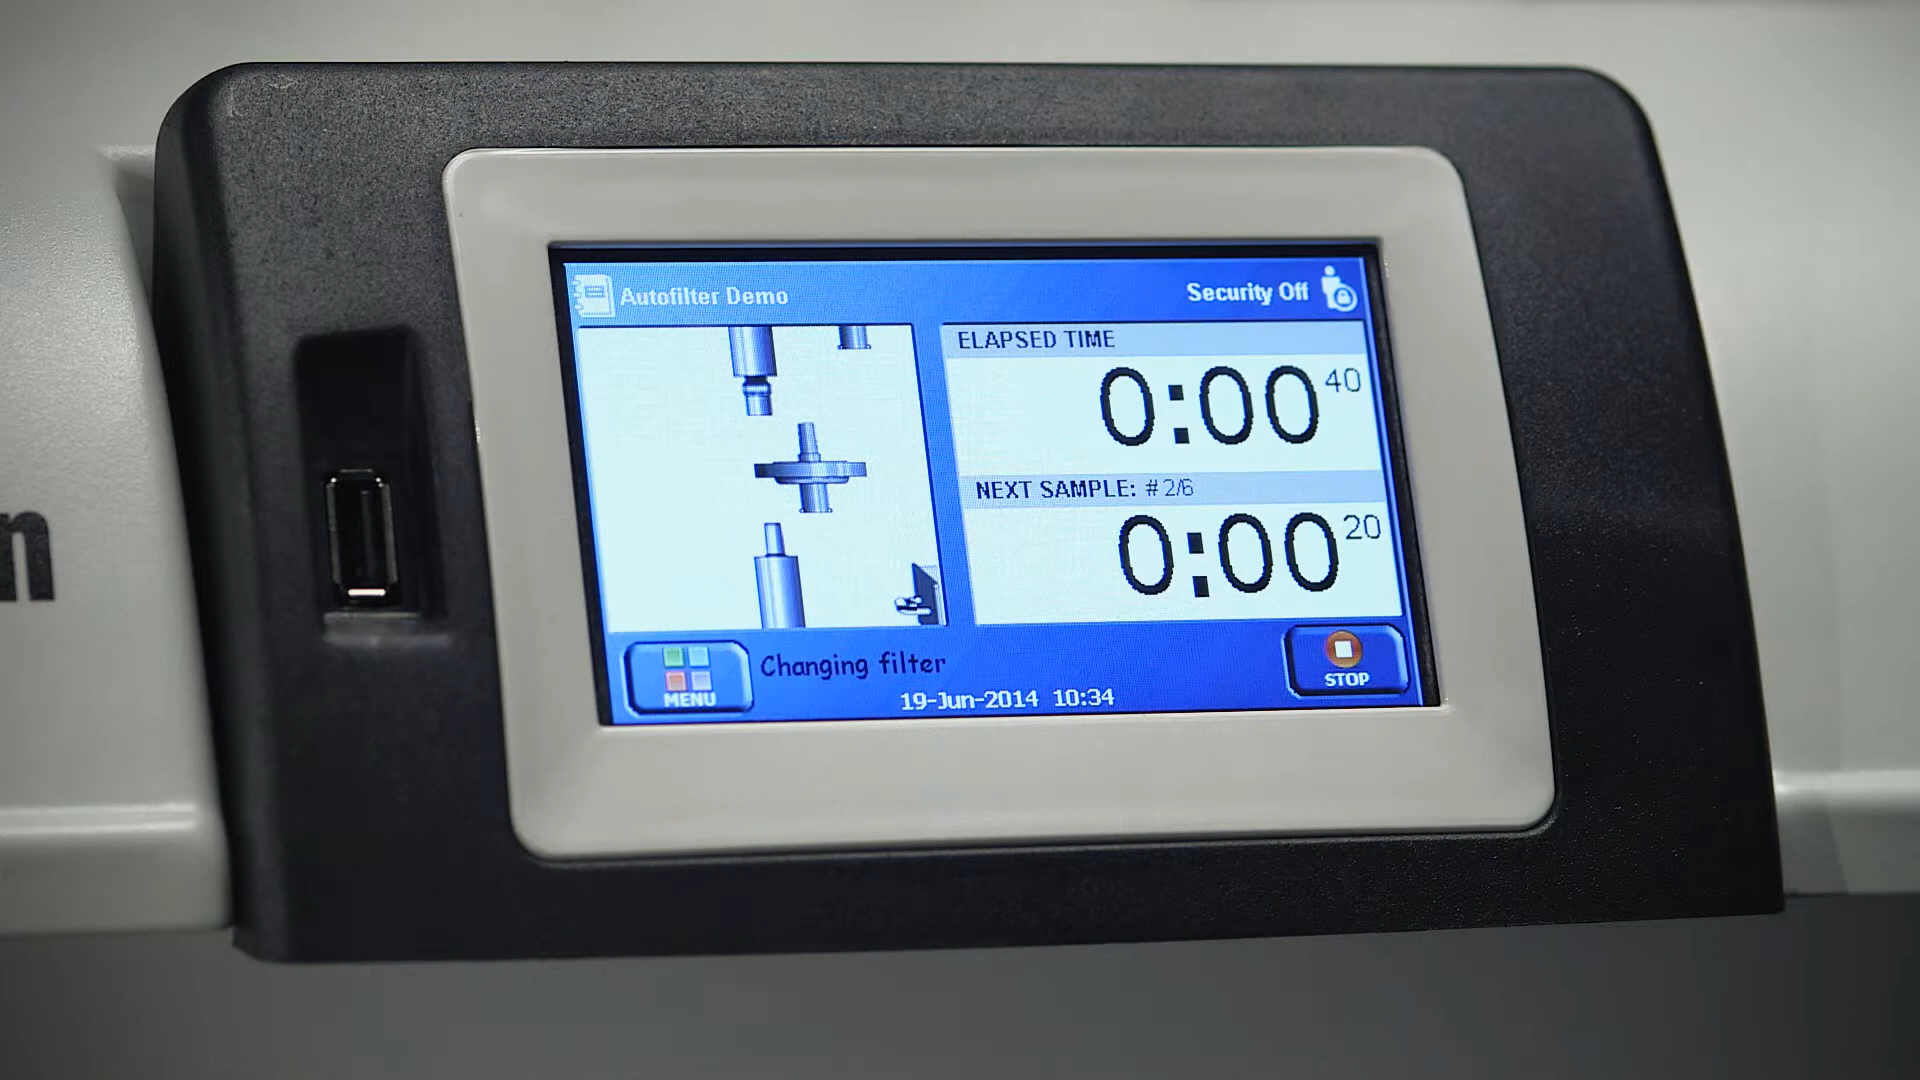 Autofilter Demo
Security Off
ELAPSED TIME
0:00 40
NEXT SAMPLE: # 2/6
0:00 20
MENU
Changing filter
STOP
19-Jun-2014 10:34
n